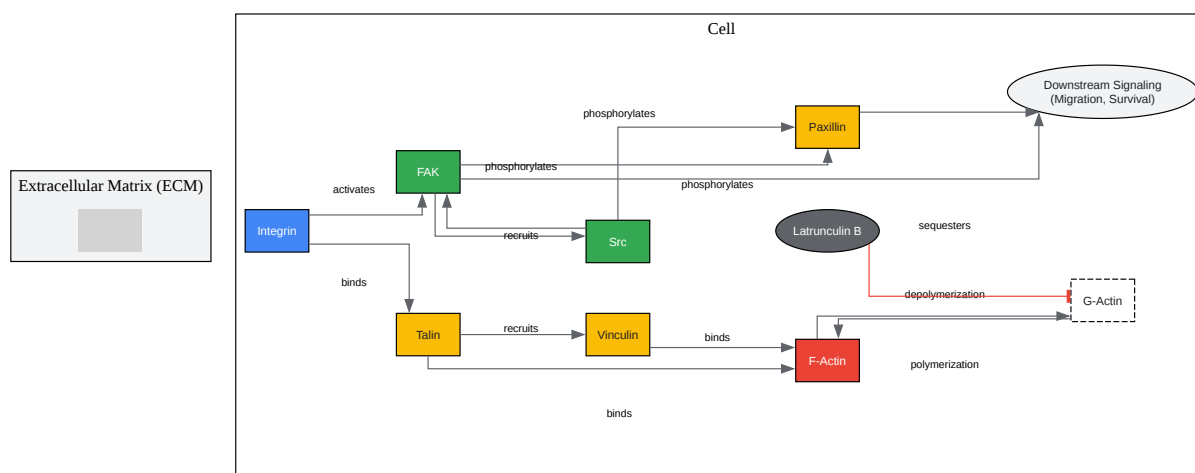 Cell
Downstream Signaling
(Migration, Survival)
phosphorylates
Paxillin
FAK
phosphorylates
phosphorylates
Extracellular Matrix (ECM)
activates
Integrin
recruits
Src
Latrunculin B
sequesters
binds
depolymerization
G-Actin
Talin
recruits
Vinculin
binds
F-Actin
polymerization
binds